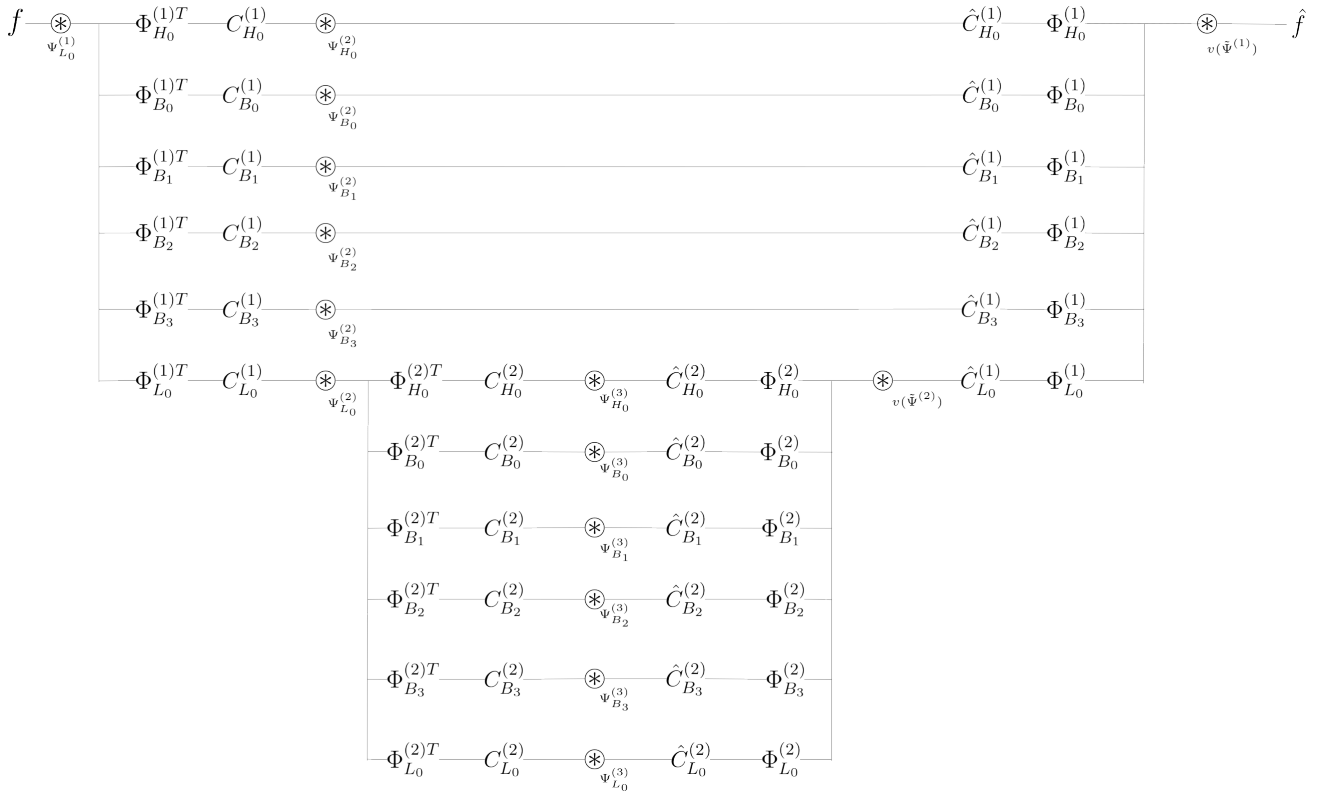 f ⊛ Φ_{H_0}^{(1)T} C_{H_0}^{(1)} ⊛ Ĉ_{H_0}^{(1)} Φ_{H_0}^{(1)} ⊛ f̂
Ψ_{L_0}^{(1)} Ψ_{H_0}^{(2)} v(Ψ̃^{(1)})
Φ_{B_0}^{(1)T} C_{B_0}^{(1)} ⊛ Ĉ_{B_0}^{(1)} Φ_{B_0}^{(1)}
Ψ_{B_0}^{(2)}
Φ_{B_1}^{(1)T} C_{B_1}^{(1)} ⊛ Ĉ_{B_1}^{(1)} Φ_{B_1}^{(1)}
Ψ_{B_1}^{(2)}
Φ_{B_2}^{(1)T} C_{B_2}^{(1)} ⊛ Ĉ_{B_2}^{(1)} Φ_{B_2}^{(1)}
Ψ_{B_2}^{(2)}
Φ_{B_3}^{(1)T} C_{B_3}^{(1)} ⊛ Ĉ_{B_3}^{(1)} Φ_{B_3}^{(1)}
Ψ_{B_3}^{(2)}
Φ_{L_0}^{(1)T} C_{L_0}^{(1)} ⊛ Φ_{H_0}^{(2)T} C_{H_0}^{(2)} ⊛ Ĉ_{H_0}^{(2)} Φ_{H_0}^{(2)} ⊛ Ĉ_{L_0}^{(1)} Φ_{L_0}^{(1)}
Ψ_{L_0}^{(2)} Ψ_{H_0}^{(3)} v(Ψ̃^{(2)})
Φ_{B_0}^{(2)T} C_{B_0}^{(2)} ⊛ Ĉ_{B_0}^{(2)} Φ_{B_0}^{(2)}
Ψ_{B_0}^{(3)}
Φ_{B_1}^{(2)T} C_{B_1}^{(2)} ⊛ Ĉ_{B_1}^{(2)} Φ_{B_1}^{(2)}
Ψ_{B_1}^{(3)}
Φ_{B_2}^{(2)T} C_{B_2}^{(2)} ⊛ Ĉ_{B_2}^{(2)} Φ_{B_2}^{(2)}
Ψ_{B_2}^{(3)}
Φ_{B_3}^{(2)T} C_{B_3}^{(2)} ⊛ Ĉ_{B_3}^{(2)} Φ_{B_3}^{(2)}
Ψ_{B_3}^{(3)}
Φ_{L_0}^{(2)T} C_{L_0}^{(2)} ⊛ Ĉ_{L_0}^{(2)} Φ_{L_0}^{(2)}
Ψ_{L_0}^{(3)}